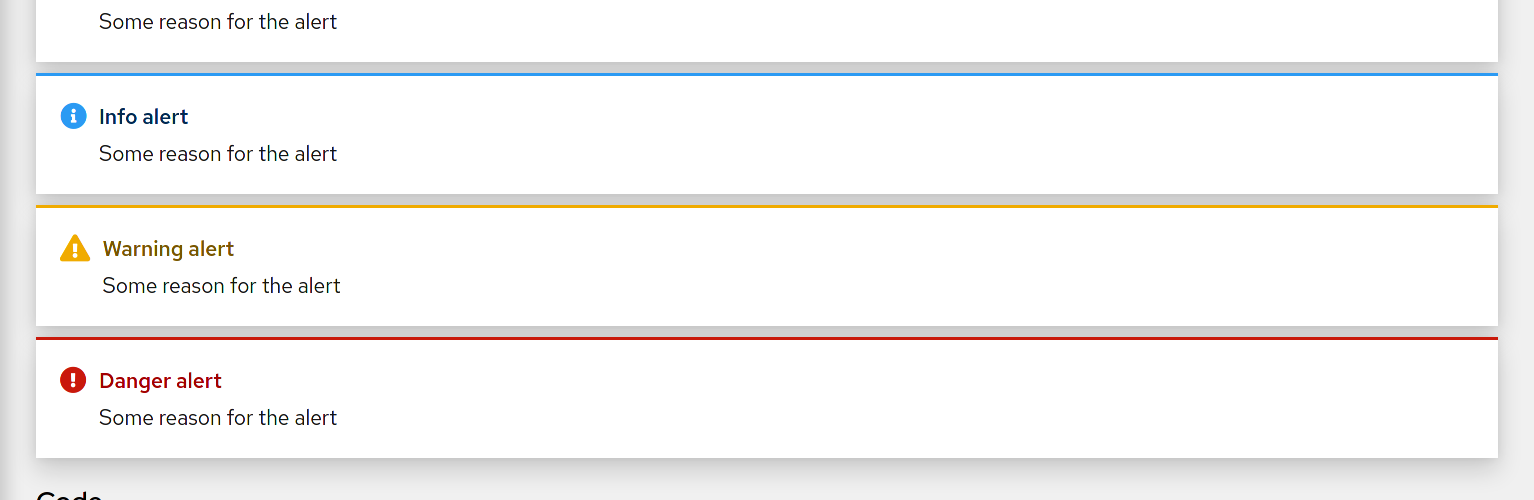 Some reason for the alert
Info alert
Some reason for the alert
Warning alert
Some reason for the alert
Danger alert
Some reason for the alert
Code